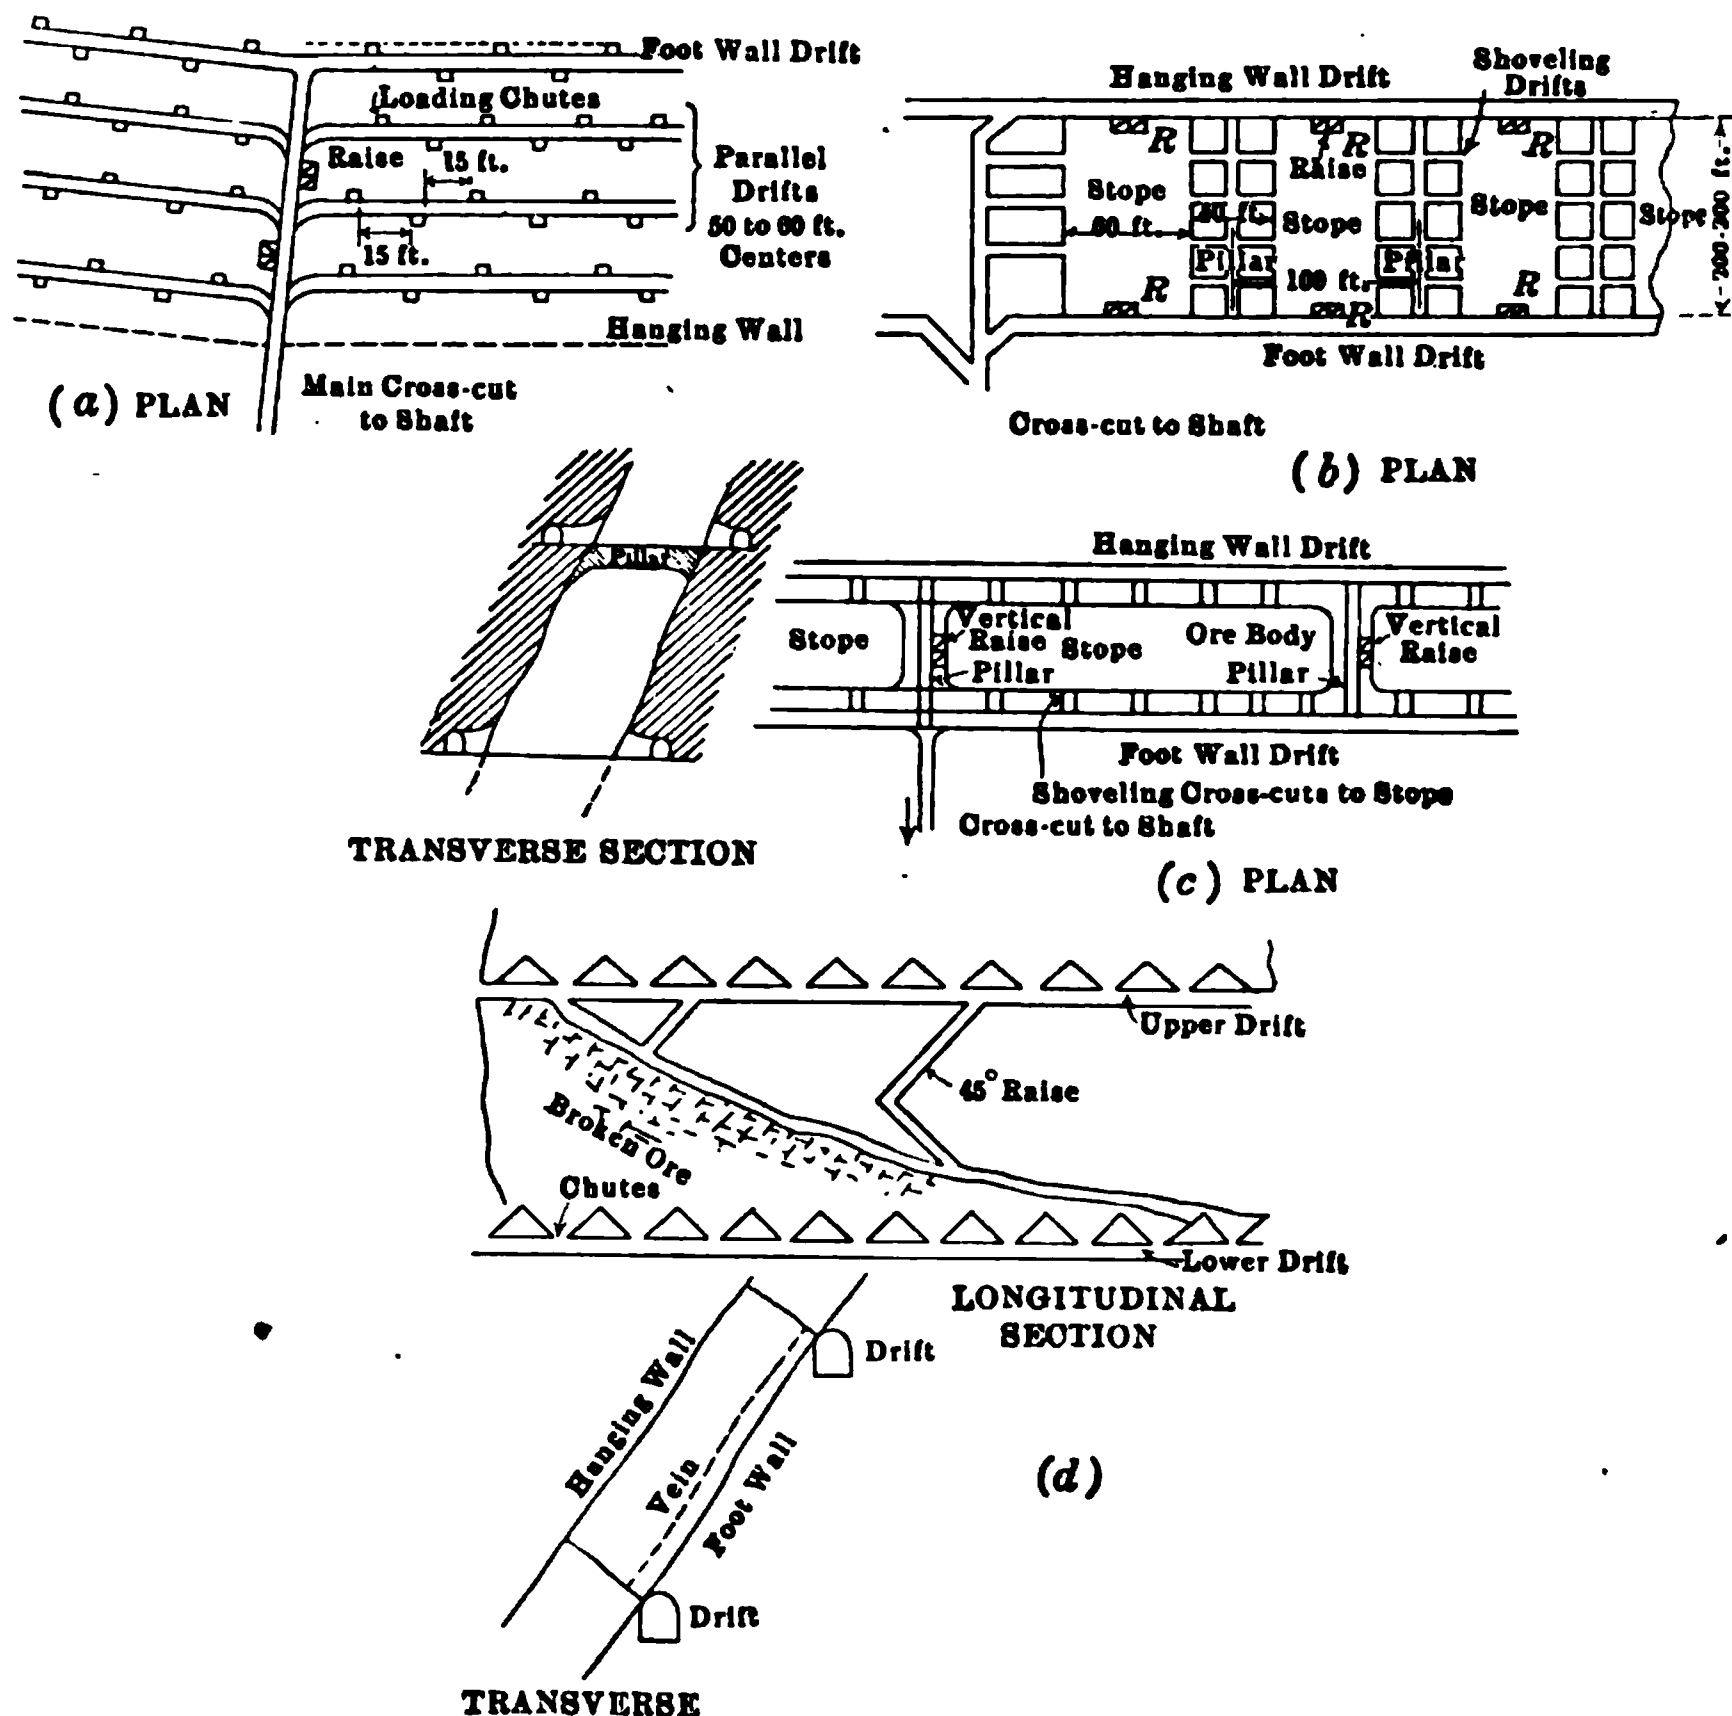 Foot Wall Drift
Loading Chutes
Raise
15 ft.
Parallel
Drifts
50 to 60 ft.
Centers
15 ft.
Hanging Wall
Main Cross-cut
to Shaft
(a) PLAN
Shoveling
Drifts
Hanging Wall Drift
R
R
R
Raise
Stope
Stope
Stope
Stope
60 ft.
Pillar
Pillar
100 ft.
R
R
R
Foot Wall Drift
Cross-cut to Shaft
(b) PLAN
Pillar
TRANSVERSE SECTION
Hanging Wall Drift
Stope
Vertical
Raise
Stope
Pillar
Ore Body
Pillar
Vertical
Raise
Foot Wall Drift
Shoveling Cross-cuts to Stope
Cross-cut to Shaft
(c) PLAN
Upper Drift
45° Raise
Broken Ore
Chutes
Lower Drift
LONGITUDINAL
SECTION
Hanging Wall
Vein
Foot Wall
Drift
Drift
(d)
TRANSVERSE